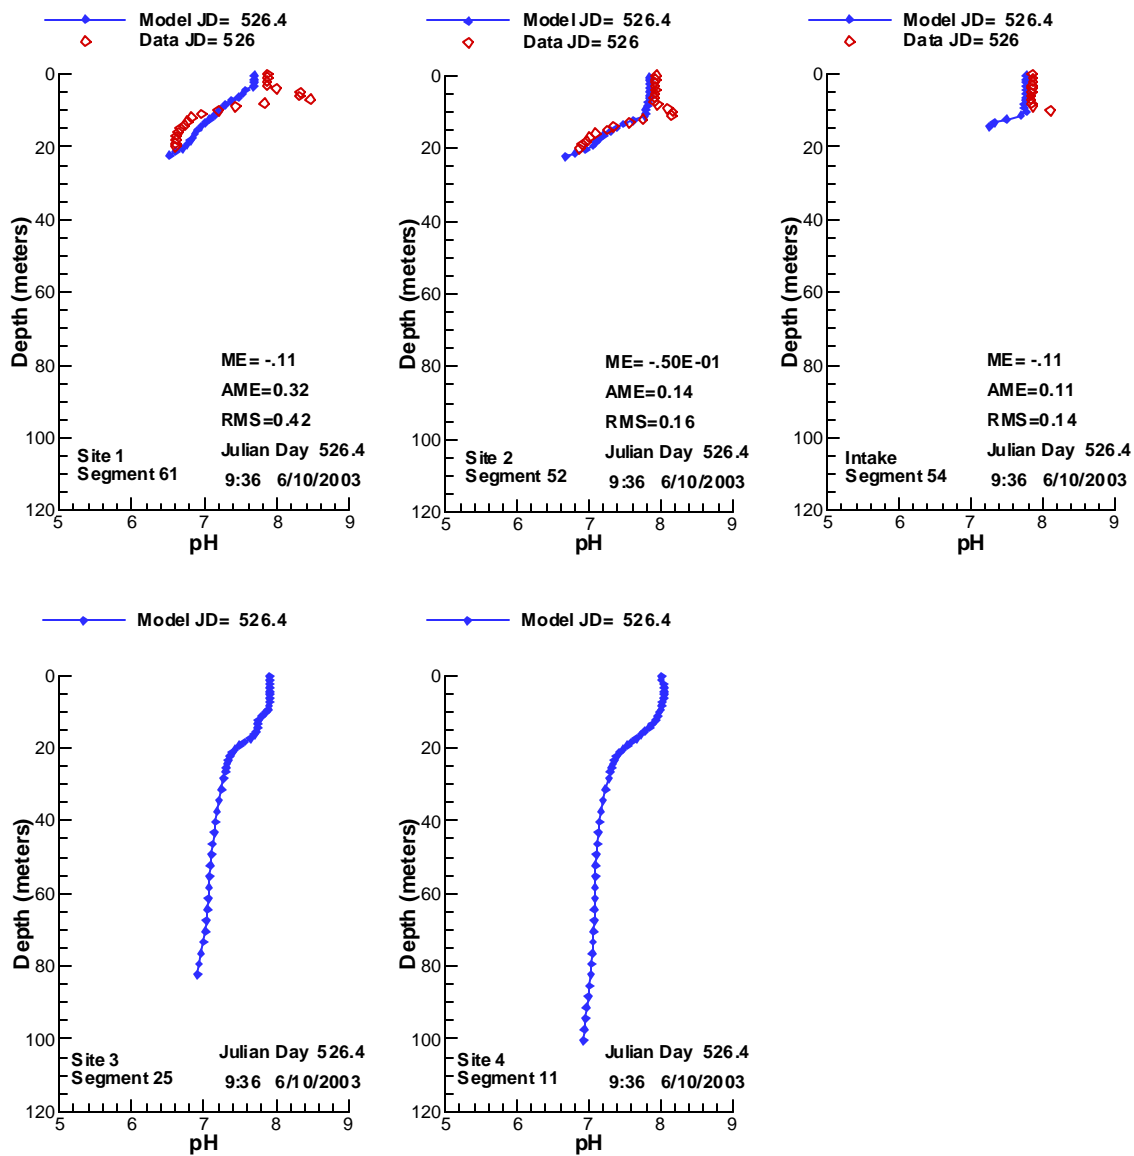 Model JD= 526.4
Data JD= 526
0
20
40
60
80
100
120
Depth (meters)
ME= -.11
AME=0.32
RMS=0.42
Site 1
Segment 61
Julian Day 526.4
9:36 6/10/2003
5 6 7 8 9
pH
Model JD= 526.4
Data JD= 526
0
20
40
60
80
100
120
Depth (meters)
ME= -.50E-01
AME=0.14
RMS=0.16
Site 2
Segment 52
Julian Day 526.4
9:36 6/10/2003
5 6 7 8 9
pH
Model JD= 526.4
Data JD= 526
0
20
40
60
80
100
120
Depth (meters)
ME= -.11
AME=0.11
RMS=0.14
Intake
Segment 54
Julian Day 526.4
9:36 6/10/2003
5 6 7 8 9
pH
Model JD= 526.4
0
20
40
60
80
100
120
Depth (meters)
Site 3
Segment 25
Julian Day 526.4
9:36 6/10/2003
5 6 7 8 9
pH
Model JD= 526.4
0
20
40
60
80
100
120
Depth (meters)
Site 4
Segment 11
Julian Day 526.4
9:36 6/10/2003
5 6 7 8 9
pH